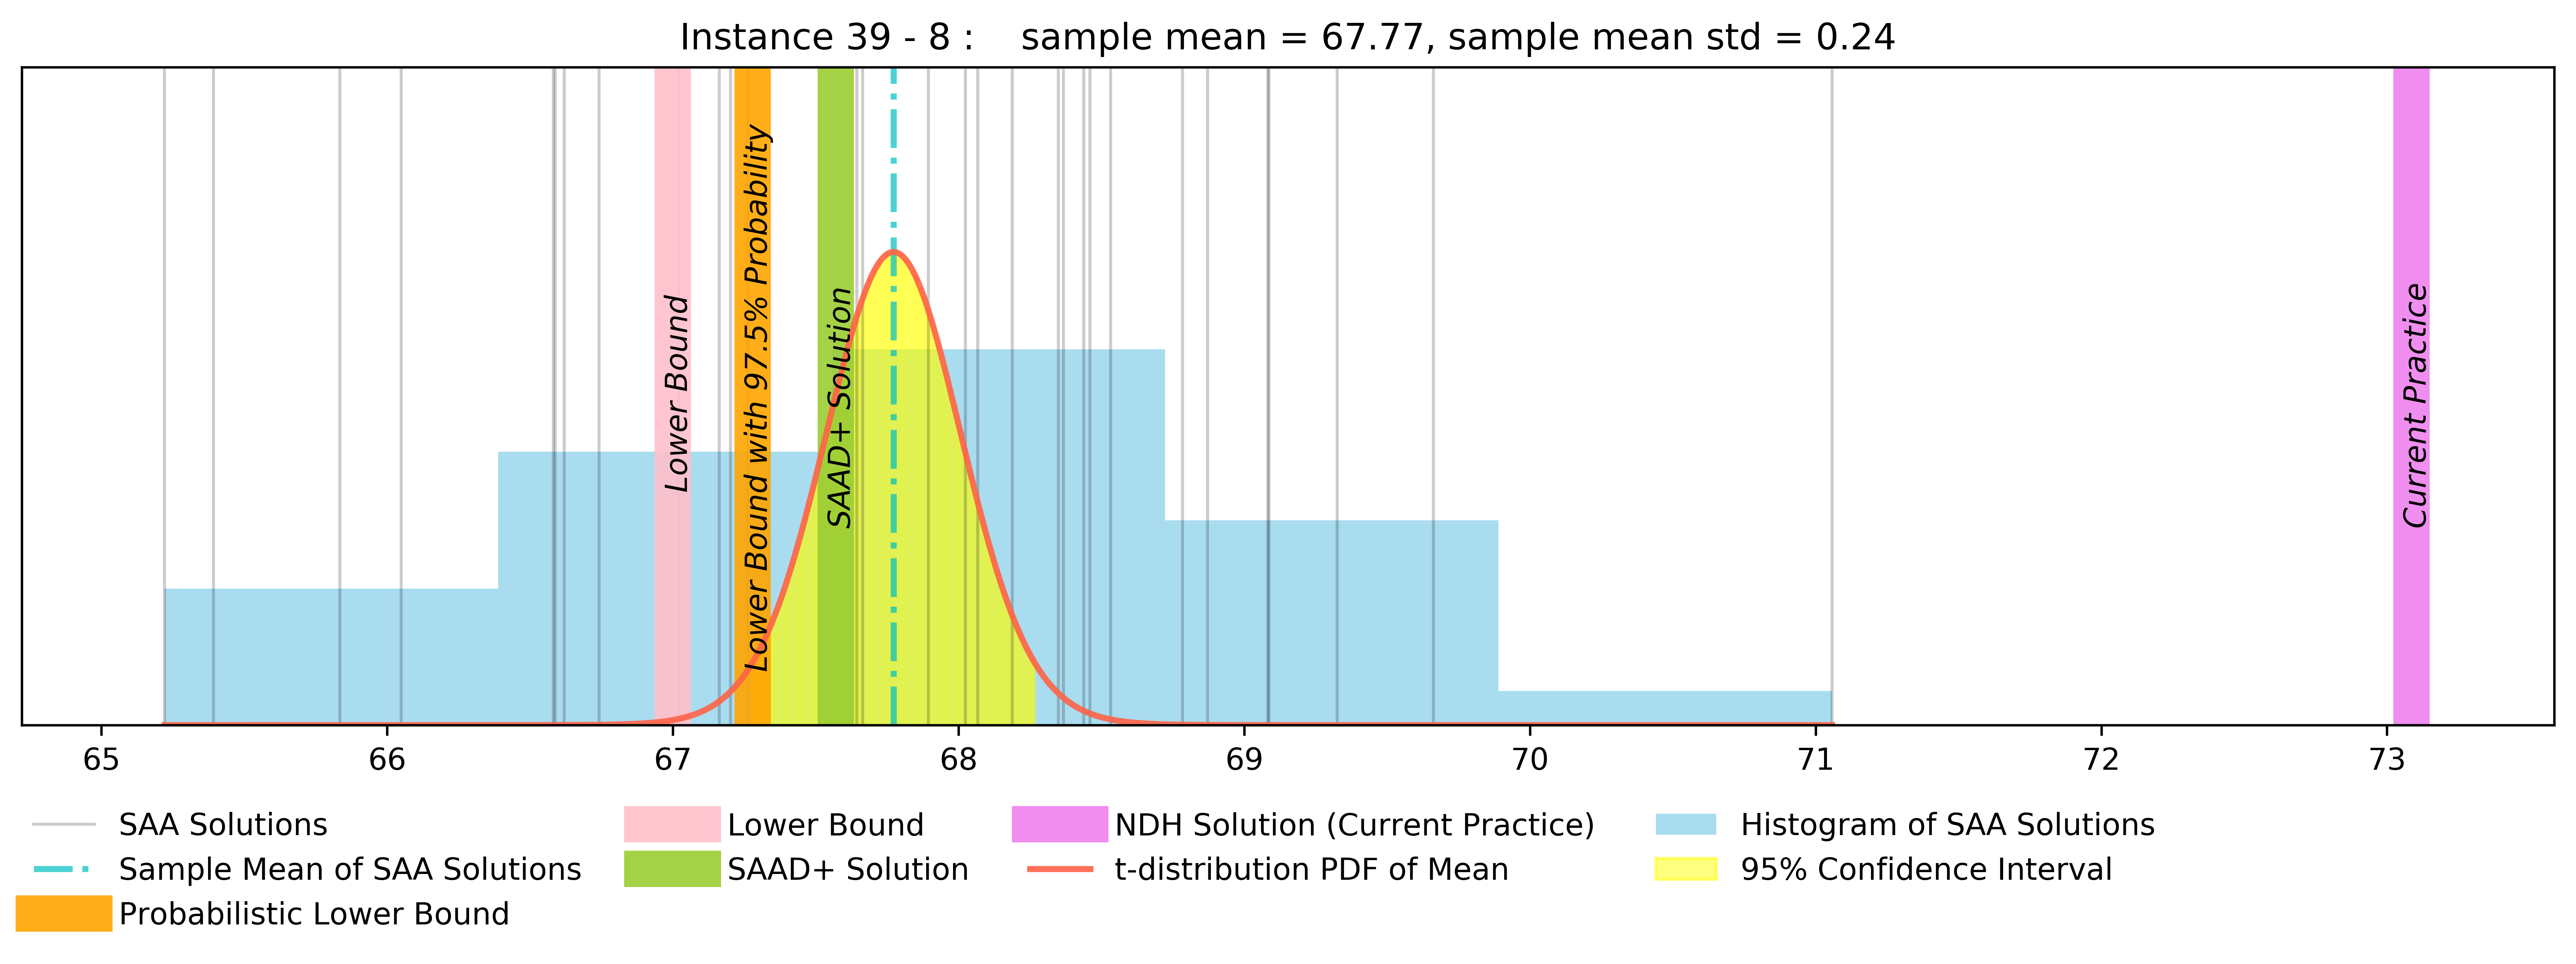 Instance 39 - 8 :    sample mean = 67.77, sample mean std = 0.24
Lower Bound
Lower Bound with 97.5% Probability
SAAD+ Solution
Current Practice
65 66 67 68 69 70 71 72 73
SAA Solutions
Sample Mean of SAA Solutions
Probabilistic Lower Bound
Lower Bound
SAAD+ Solution
NDH Solution (Current Practice)
t-distribution PDF of Mean
Histogram of SAA Solutions
95% Confidence Interval